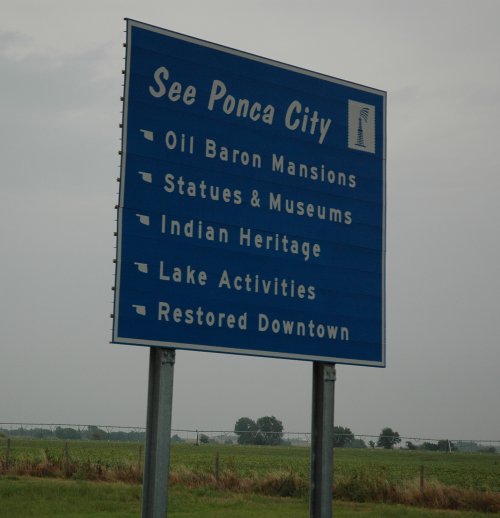 See Ponca City
Oil Baron Mansions
Statues & Museums
Indian Heritage
Lake Activities
Restored Downtown